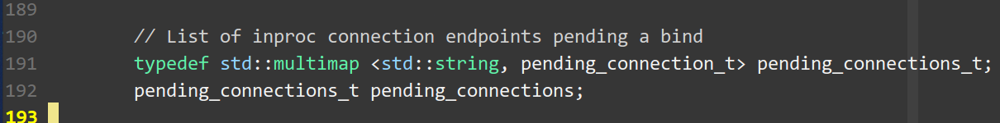 189
190 // List of inproc connection endpoints pending a bind
191 typedef std::multimap <std::string, pending_connection_t> pending_connections_t;
192 pending_connections_t pending_connections;
193